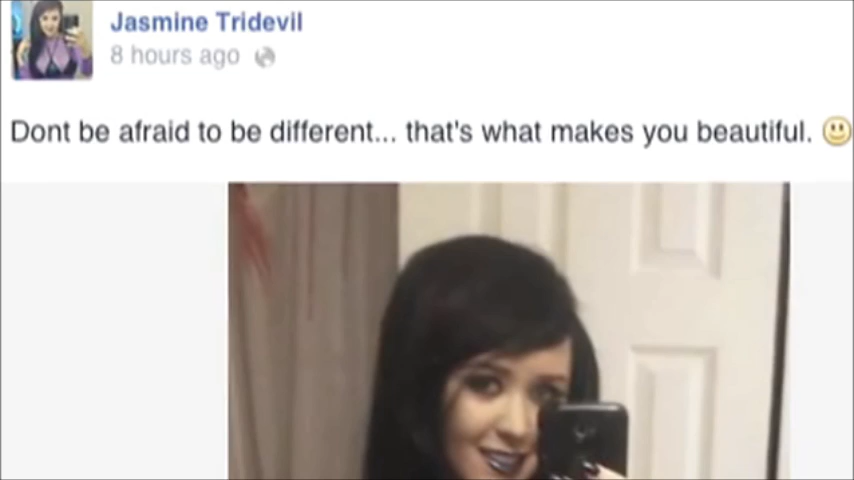 Jasmine Tridevil
8 hours ago
Dont be afraid to be different... that's what makes you beautiful.